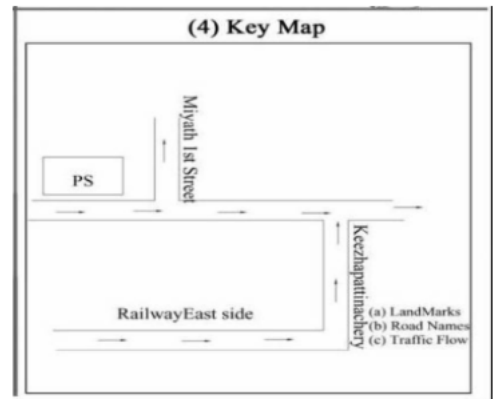 (4) Key Map
Miyath 1st Street
PS
Keezhapattinachery
RailwayEast side
(a) LandMarks
(b) Road Names
(c) Traffic Flow